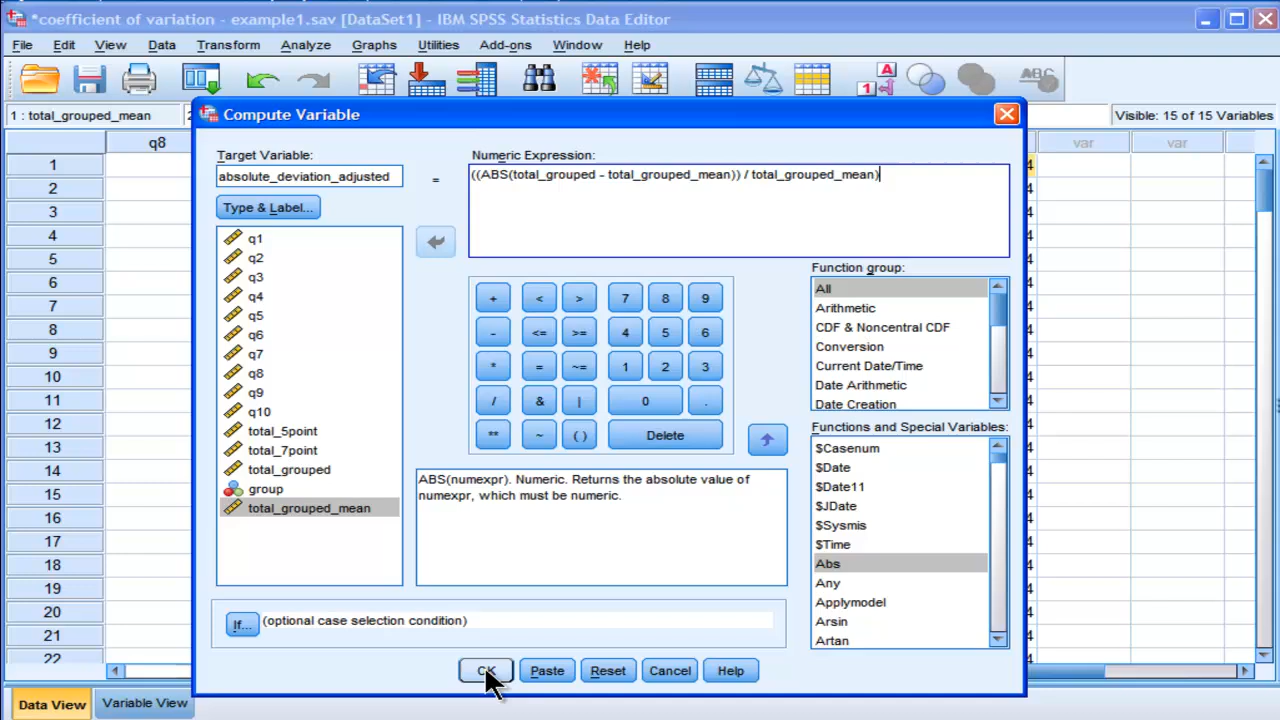 *coefficient of variation - example1.sav [DataSet1] - IBM SPSS Statistics Data Editor
File Edit View Data Transform Analyze Graphs Utilities Add-ons Window Help
A
1
ABC
1 : total_grouped_mean
Visible: 15 of 15 Variables
Compute Variable
q8
var
var
1
2
3
4
5
6
7
8
9
10
11
12
13
14
15
16
17
18
19
20
21
22
Target Variable:
absolute_deviation_adjusted
=
Type & Label...
Numeric Expression:
((ABS(total_grouped - total_grouped_mean)) / total_grouped_mean)
q1
q2
q3
q4
q5
q6
q7
q8
q9
q10
total_5point
total_7point
total_grouped
group
total_grouped_mean
+ < > 7 8 9
- <= >= 4 5 6
* = ~= 1 2 3
/ & | 0 .
** ~ ( ) Delete
Function group:
All
Arithmetic
CDF & Noncentral CDF
Conversion
Current Date/Time
Date Arithmetic
Date Creation
Functions and Special Variables:
$Casenum
$Date
$Date11
$JDate
$Sysmis
$Time
Abs
Any
Applymodel
Arsin
Artan
ABS(numexpr). Numeric. Returns the absolute value of
numexpr, which must be numeric.
If... (optional case selection condition)
OK Paste Reset Cancel Help
Data View Variable View